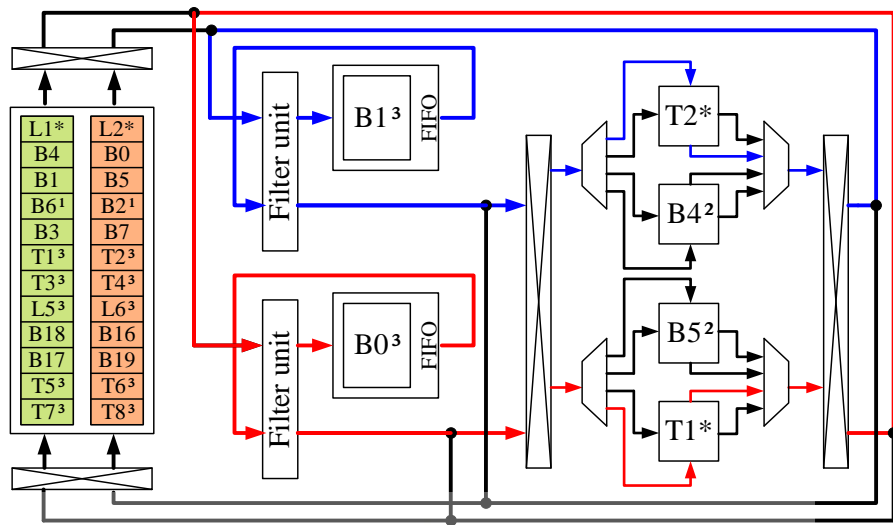 L1* L2*
B4 B0
B1 B5
B6¹ B2¹
B3 B7
T1³ T2³
T3³ T4³
L5³ L6³
B18 B16
B17 B19
T5³ T6³
T7³ T8³
Filter unit
B1³
FIFO
Filter unit
B0³
FIFO
T2*
B4²
B5²
T1*